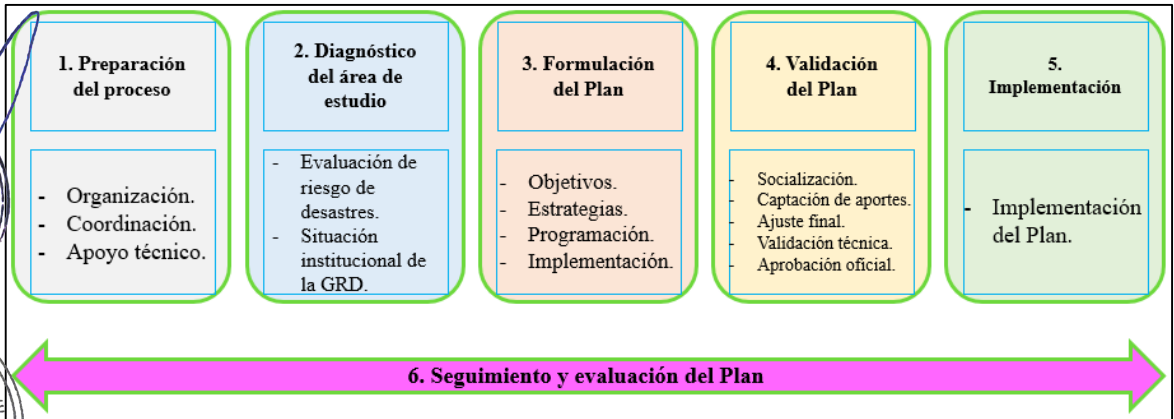 1. Preparación
del proceso
- Organización.
- Coordinación.
- Apoyo técnico.
2. Diagnóstico
del área de
estudio
- Evaluación de
riesgo de
desastres.
- Situación
institucional de
la GRD.
3. Formulación
del Plan
- Objetivos.
- Estrategias.
- Programación.
- Implementación.
4. Validación
del Plan
- Socialización.
- Captación de aportes.
- Ajuste final.
- Validación técnica.
- Aprobación oficial.
5.
Implementación
- Implementación
del Plan.
6. Seguimiento y evaluación del Plan